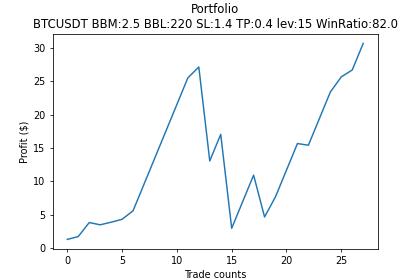 Portfolio
BTCUSDT BBM:2.5 BBL:220 SL:1.4 TP:0.4 lev:15 WinRatio:82.0
30
25
20
15
10
5
0
Profit ($)
0 5 10 15 20 25
Trade counts